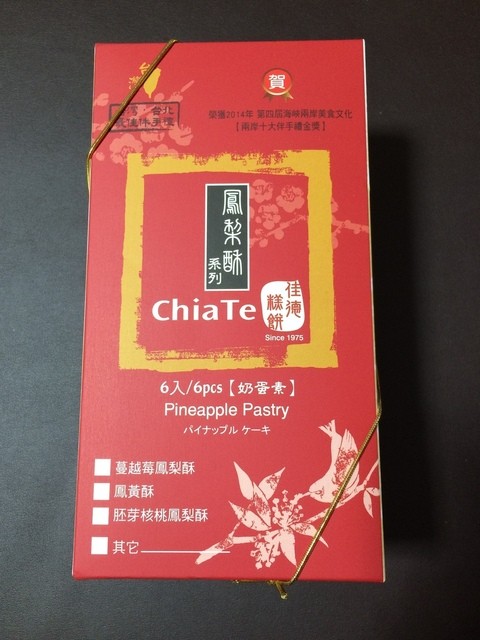 賀
榮獲2014年 第四屆海峽兩岸美食文化
【兩岸十大伴手禮金獎】
鳳梨酥
系列
ChiaTe
佳德
糕餅
Since 1975
6入/6pcs【奶蛋素】
Pineapple Pastry
パイナップル ケーキ
蔓越莓鳳梨酥
鳳黃酥
胚芽核桃鳳梨酥
其它